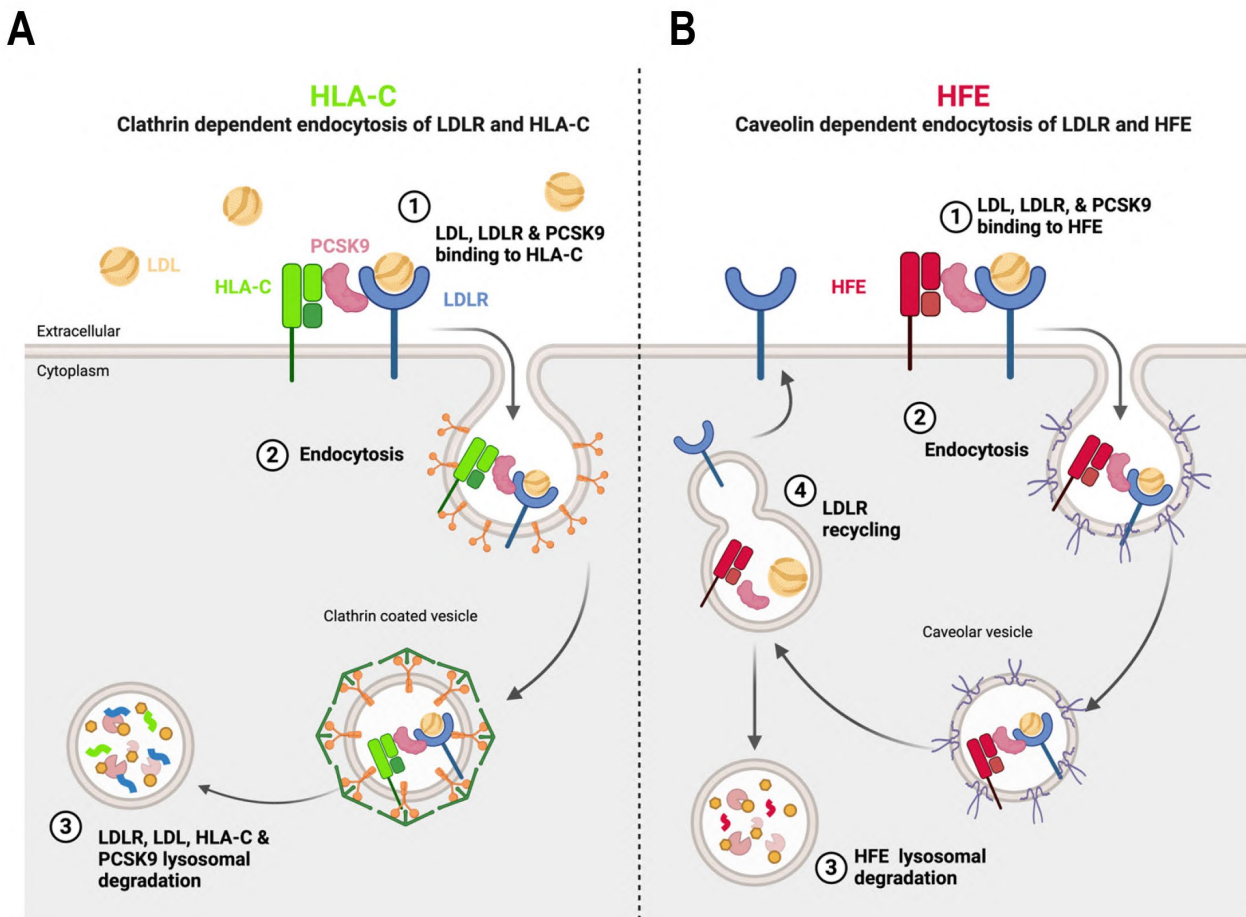 A
HLA-C
Clathrin dependent endocytosis of LDLR and HLA-C
1
LDL, LDLR & PCSK9
binding to HLA-C
PCSK9
LDL
HLA-C
LDLR
Extracellular
Cytoplasm
2 Endocytosis
Clathrin coated vesicle
3
LDLR, LDL, HLA-C &
PCSK9 lysosomal
degradation
B
HFE
Caveolin dependent endocytosis of LDLR and HFE
1
LDL, LDLR, & PCSK9
binding to HFE
HFE
2
Endocytosis
4
LDLR
recycling
Caveolar vesicle
3
HFE lysosomal
degradation